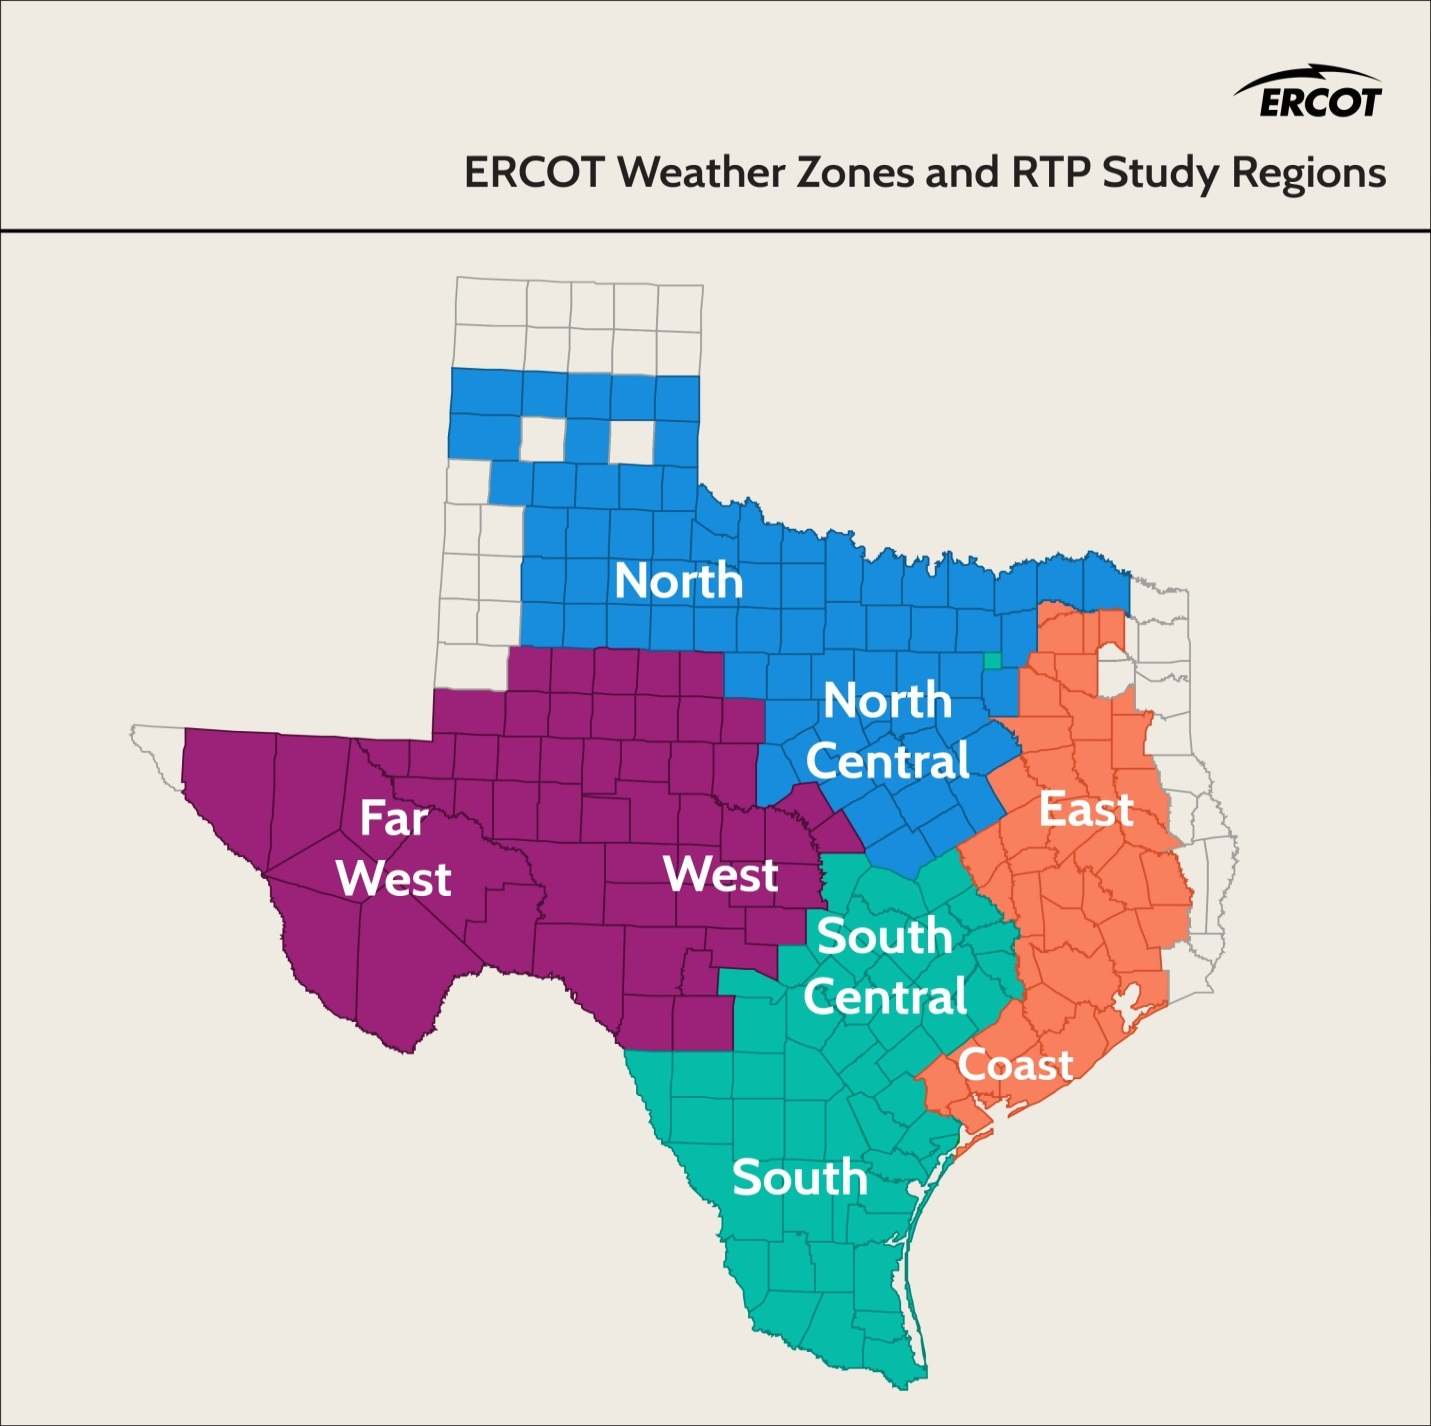 ERCOT
ERCOT Weather Zones and RTP Study Regions
North
North
Central
East
Far
West
West
South
Central
Coast
South